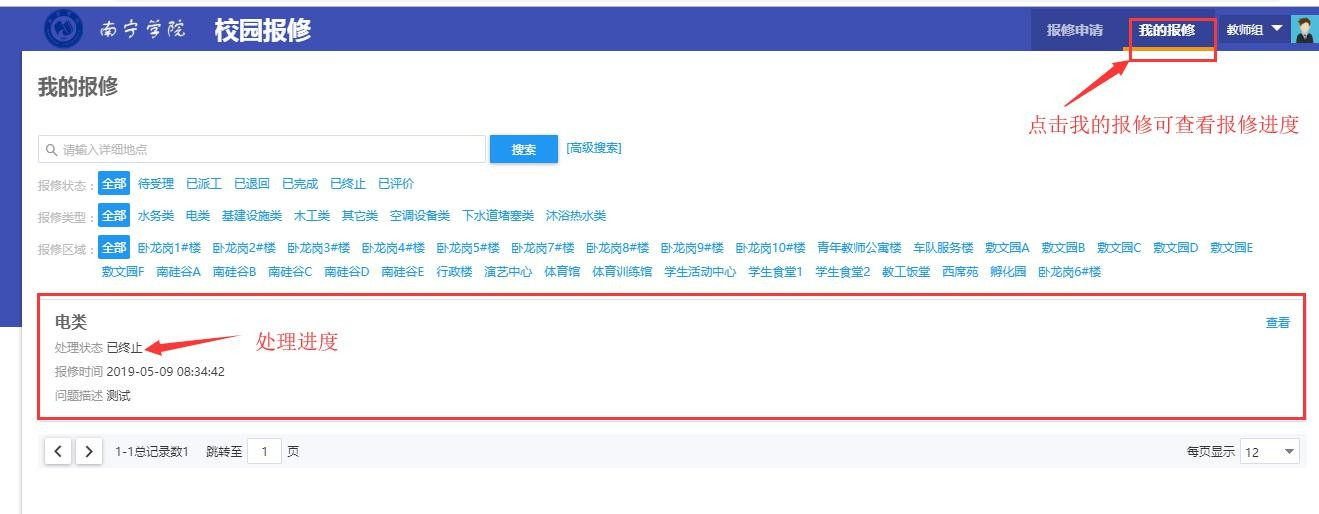 南宁学院 校园报修 报修申请 我的报修 教师组
我的报修
点击我的报修可查看报修进度
请输入详细地点 搜索 [高级搜索]
报修状态： 全部 待受理 已派工 已退回 已完成 已终止 已评价
报修类型： 全部 水务类 电类 基建设施类 木工类 其它类 空调设备类 下水道堵塞类 沐浴热水类
报修区域： 全部 卧龙岗1#楼 卧龙岗2#楼 卧龙岗3#楼 卧龙岗4#楼 卧龙岗5#楼 卧龙岗7#楼 卧龙岗8#楼 卧龙岗9#楼 卧龙岗10#楼 青年教师公寓楼 车队服务楼 敷文园A 敷文园B 敷文园C 敷文园D 敷文园E
敷文园F 南硅谷A 南硅谷B 南硅谷C 南硅谷D 南硅谷E 行政楼 演艺中心 体育馆 体育训练馆 学生活动中心 学生食堂1 学生食堂2 教工饭堂 西席苑 孵化园 卧龙岗6#楼
电类 查看
处理状态 已终止 处理进度
报修时间 2019-05-09 08:34:42
问题描述 测试
1-1总记录数1 跳转至 1 页 每页显示 12